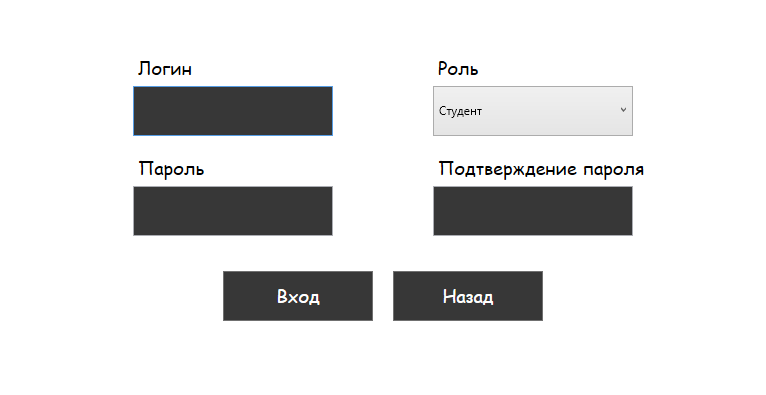 Логин
Роль
Студент
Пароль
Подтверждение пароля
Вход
Назад